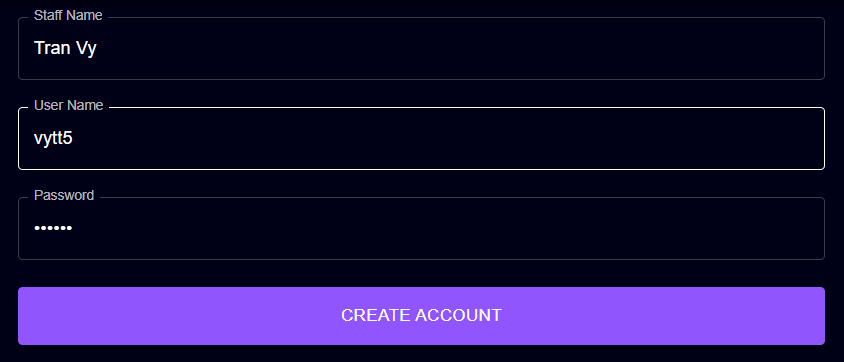 Staff Name
Tran Vy
User Name
vytt5
Password
••••••
CREATE ACCOUNT